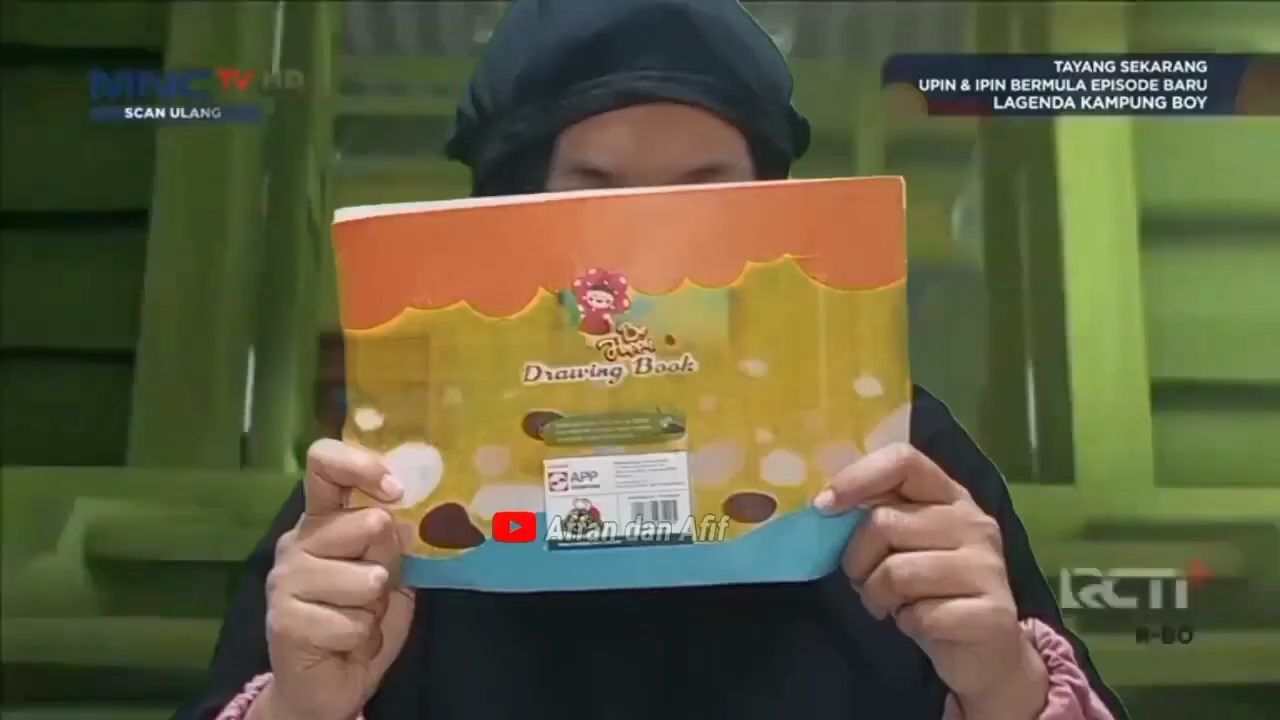 MNC TV HD
SCAN ULANG
TAYANG SEKARANG
UPIN & IPIN BERMULA EPISODE BARU
LAGENDA KAMPUNG BOY
Drawing Book
APP
Affan dan Afif
RCTI+
R-BO